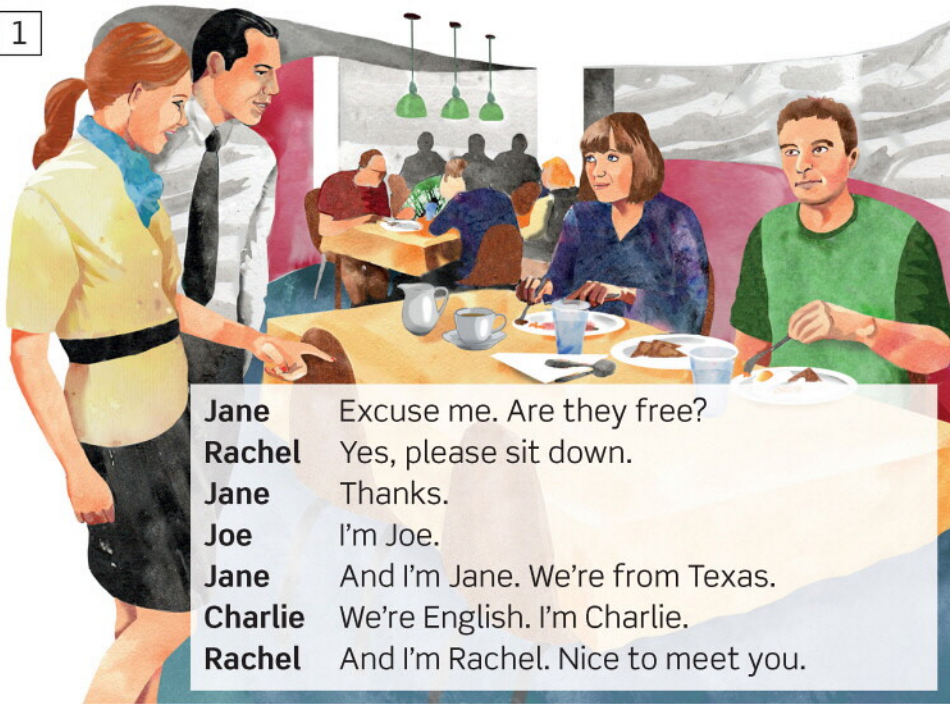 1
Jane Excuse me. Are they free?
Rachel Yes, please sit down.
Jane Thanks.
Joe I'm Joe.
Jane And I'm Jane. We're from Texas.
Charlie We're English. I'm Charlie.
Rachel And I'm Rachel. Nice to meet you.